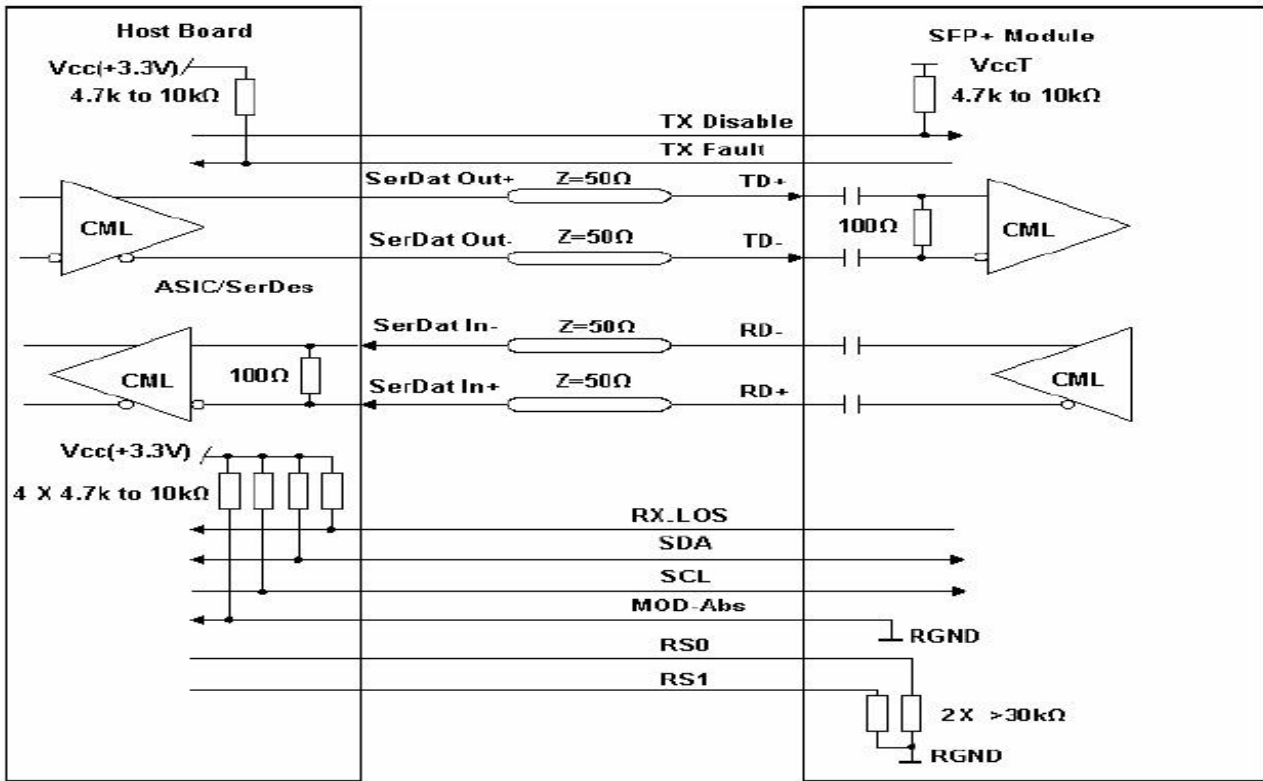 Host Board
SFP+ Module
Vcc(+3.3V)
4.7k to 10kΩ
VccT
4.7k to 10kΩ
TX Disable
TX Fault
SerDat Out+
Z=50Ω
TD+
CML
100Ω
CML
SerDat Out-
Z=50Ω
TD-
ASIC/SerDes
SerDat In-
Z=50Ω
RD-
CML
100Ω
SerDat In+
Z=50Ω
RD+
CML
Vcc(+3.3V)
4 X 4.7k to 10kΩ
RX_LOS
SDA
SCL
MOD-Abs
RGND
RS0
RS1
2X >30kΩ
RGND